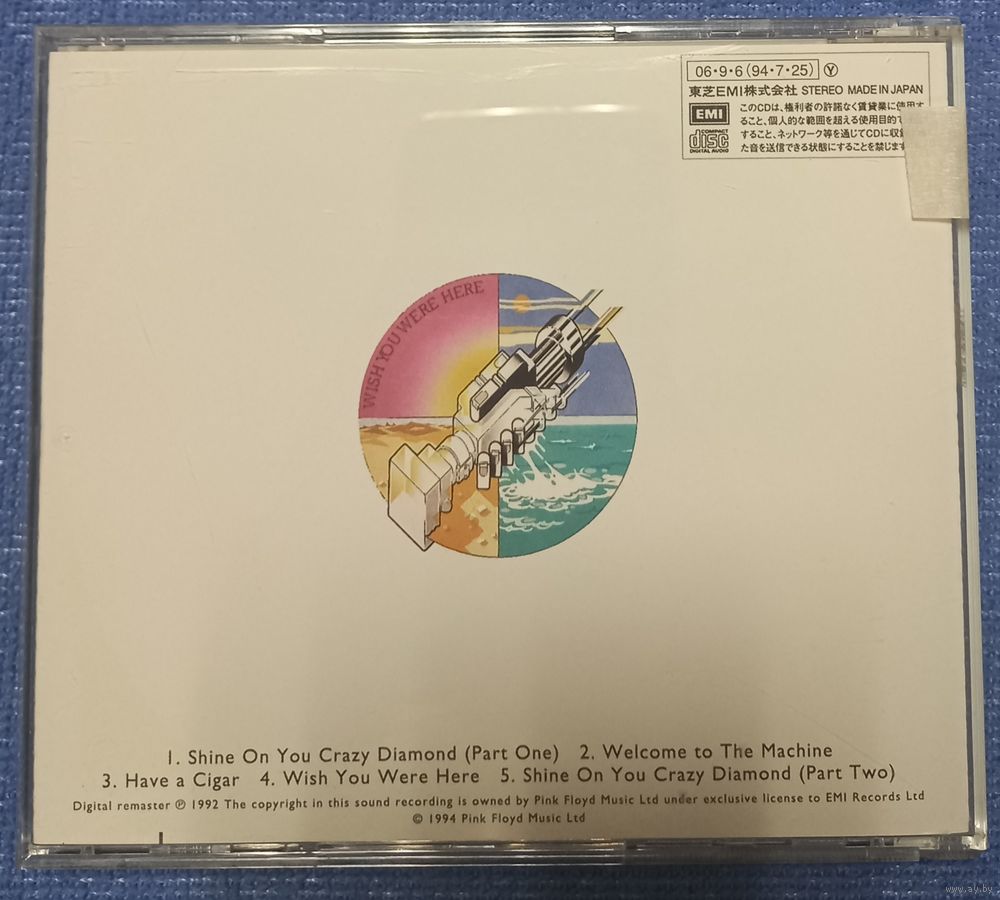 06・9・6(94・7・25) Ⓨ
東芝EMI株式会社 STEREO MADE IN JAPAN
EMI
このCDは、権利者の許諾なく賃貸業に使用す
ること、個人的な範囲を超える使用目的で
すること、ネットワーク等を通じてCDに収録
た音を送信できる状態にすることを禁じます
COMPACT
disc
DIGITAL AUDIO
WISH YOU WERE HERE
1. Shine On You Crazy Diamond (Part One) 2. Welcome to The Machine
3. Have a Cigar 4. Wish You Were Here 5. Shine On You Crazy Diamond (Part Two)
Digital remaster ℗ 1992 The copyright in this sound recording is owned by Pink Floyd Music Ltd under exclusive license to EMI Records Ltd
© 1994 Pink Floyd Music Ltd
www.ay.by